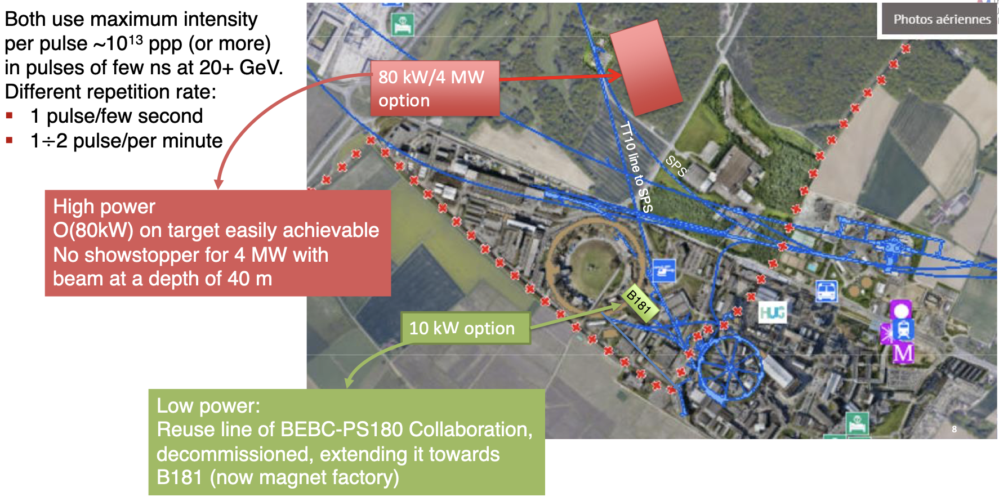 Both use maximum intensity
per pulse ~10¹³ ppp (or more)
in pulses of few ns at 20+ GeV.
Different repetition rate:
▪ 1 pulse/few second
▪ 1÷2 pulse/per minute
High power
O(80kW) on target easily achievable
No showstopper for 4 MW with
beam at a depth of 40 m
Low power:
Reuse line of BEBC-PS180 Collaboration,
decommissioned, extending it towards
B181 (now magnet factory)
80 kW/4 MW
option
10 kW option
Photos aériennes
TT10 line to SPS
SPS
B181
HUG
M
8